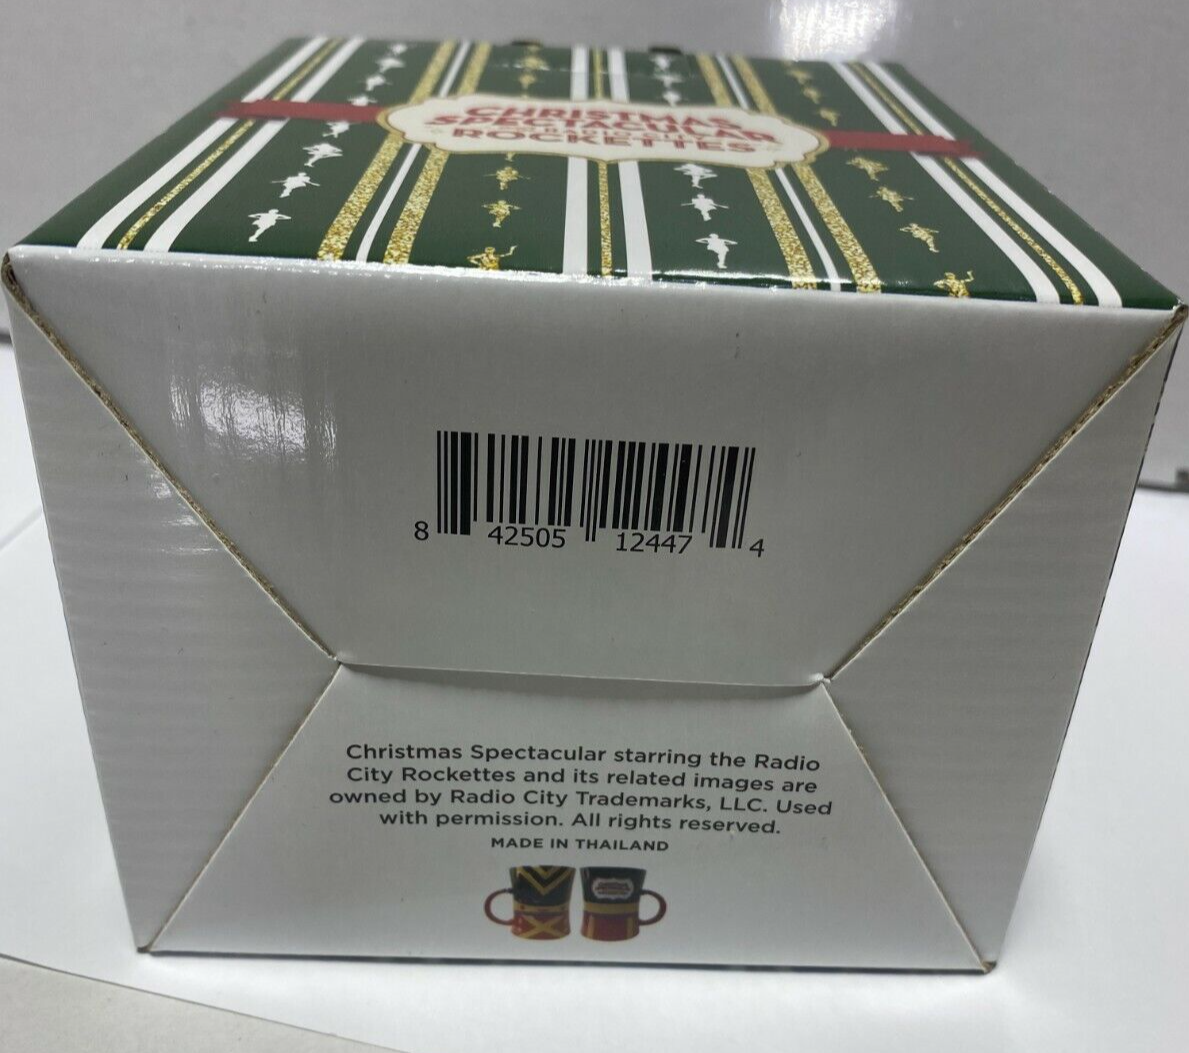 CHRISTMAS
SPECTACULAR
ROCKETTES
8 42505 12447 4
Christmas Spectacular starring the Radio
City Rockettes and its related images are
owned by Radio City Trademarks, LLC. Used
with permission. All rights reserved.
MADE IN THAILAND